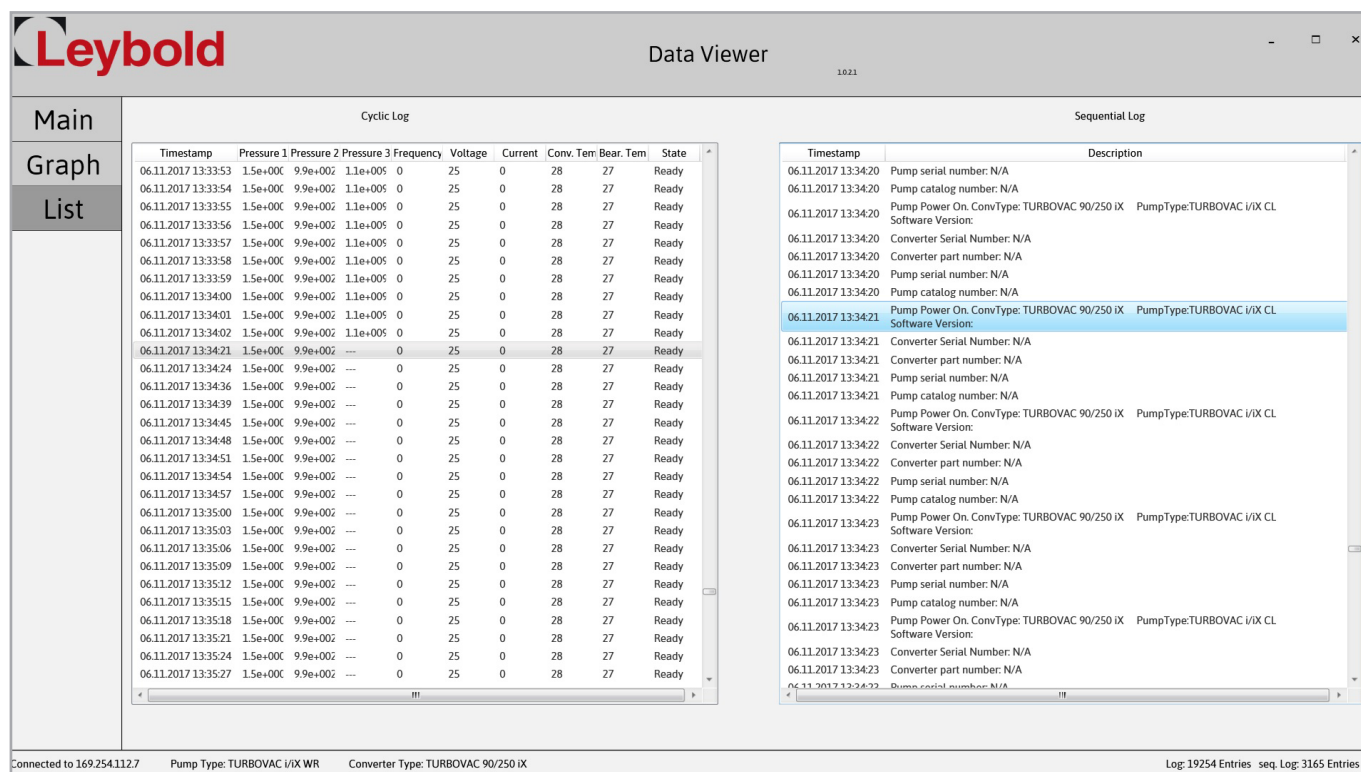 Leybold
Data Viewer
1.0.2.1
Main
Graph
List
Cyclic Log
Timestamp Pressure 1 Pressure 2 Pressure 3 Frequency Voltage Current Conv. Tem Bear. Tem State
06.11.2017 13:33:53 1.5e+00( 9.9e+002 1.1e+009 0 25 0 28 27 Ready
06.11.2017 13:33:54 1.5e+00( 9.9e+002 1.1e+009 0 25 0 28 27 Ready
06.11.2017 13:33:55 1.5e+00( 9.9e+002 1.1e+009 0 25 0 28 27 Ready
06.11.2017 13:33:56 1.5e+00( 9.9e+002 1.1e+009 0 25 0 28 27 Ready
06.11.2017 13:33:57 1.5e+00( 9.9e+002 1.1e+009 0 25 0 28 27 Ready
06.11.2017 13:33:58 1.5e+00( 9.9e+002 1.1e+009 0 25 0 28 27 Ready
06.11.2017 13:33:59 1.5e+00( 9.9e+002 1.1e+009 0 25 0 28 27 Ready
06.11.2017 13:34:00 1.5e+00( 9.9e+002 1.1e+009 0 25 0 28 27 Ready
06.11.2017 13:34:01 1.5e+00( 9.9e+002 1.1e+009 0 25 0 28 27 Ready
06.11.2017 13:34:02 1.5e+00( 9.9e+002 1.1e+009 0 25 0 28 27 Ready
06.11.2017 13:34:21 1.5e+00( 9.9e+002 --- 0 25 0 28 27 Ready
06.11.2017 13:34:24 1.5e+00( 9.9e+002 --- 0 25 0 28 27 Ready
06.11.2017 13:34:36 1.5e+00( 9.9e+002 --- 0 25 0 28 27 Ready
06.11.2017 13:34:39 1.5e+00( 9.9e+002 --- 0 25 0 28 27 Ready
06.11.2017 13:34:45 1.5e+00( 9.9e+002 --- 0 25 0 28 27 Ready
06.11.2017 13:34:48 1.5e+00( 9.9e+002 --- 0 25 0 28 27 Ready
06.11.2017 13:34:51 1.5e+00( 9.9e+002 --- 0 25 0 28 27 Ready
06.11.2017 13:34:54 1.5e+00( 9.9e+002 --- 0 25 0 28 27 Ready
06.11.2017 13:34:57 1.5e+00( 9.9e+002 --- 0 25 0 28 27 Ready
06.11.2017 13:35:00 1.5e+00( 9.9e+002 --- 0 25 0 28 27 Ready
06.11.2017 13:35:03 1.5e+00( 9.9e+002 --- 0 25 0 28 27 Ready
06.11.2017 13:35:06 1.5e+00( 9.9e+002 --- 0 25 0 28 27 Ready
06.11.2017 13:35:09 1.5e+00( 9.9e+002 --- 0 25 0 28 27 Ready
06.11.2017 13:35:12 1.5e+00( 9.9e+002 --- 0 25 0 28 27 Ready
06.11.2017 13:35:15 1.5e+00( 9.9e+002 --- 0 25 0 28 27 Ready
06.11.2017 13:35:18 1.5e+00( 9.9e+002 --- 0 25 0 28 27 Ready
06.11.2017 13:35:21 1.5e+00( 9.9e+002 --- 0 25 0 28 27 Ready
06.11.2017 13:35:24 1.5e+00( 9.9e+002 --- 0 25 0 28 27 Ready
06.11.2017 13:35:27 1.5e+00( 9.9e+002 --- 0 25 0 28 27 Ready
Sequential Log
Timestamp Description
06.11.2017 13:34:20 Pump serial number: N/A
06.11.2017 13:34:20 Pump catalog number: N/A
06.11.2017 13:34:20 Pump Power On. ConvType: TURBOVAC 90/250 iX PumpType:TURBOVAC i/iX CL
Software Version:
06.11.2017 13:34:20 Converter Serial Number: N/A
06.11.2017 13:34:20 Converter part number: N/A
06.11.2017 13:34:20 Pump serial number: N/A
06.11.2017 13:34:20 Pump catalog number: N/A
06.11.2017 13:34:21 Pump Power On. ConvType: TURBOVAC 90/250 iX PumpType:TURBOVAC i/iX CL
Software Version:
06.11.2017 13:34:21 Converter Serial Number: N/A
06.11.2017 13:34:21 Converter part number: N/A
06.11.2017 13:34:21 Pump serial number: N/A
06.11.2017 13:34:21 Pump catalog number: N/A
06.11.2017 13:34:22 Pump Power On. ConvType: TURBOVAC 90/250 iX PumpType:TURBOVAC i/iX CL
Software Version:
06.11.2017 13:34:22 Converter Serial Number: N/A
06.11.2017 13:34:22 Converter part number: N/A
06.11.2017 13:34:22 Pump serial number: N/A
06.11.2017 13:34:22 Pump catalog number: N/A
06.11.2017 13:34:23 Pump Power On. ConvType: TURBOVAC 90/250 iX PumpType:TURBOVAC i/iX CL
Software Version:
06.11.2017 13:34:23 Converter Serial Number: N/A
06.11.2017 13:34:23 Converter part number: N/A
06.11.2017 13:34:23 Pump serial number: N/A
06.11.2017 13:34:23 Pump catalog number: N/A
06.11.2017 13:34:23 Pump Power On. ConvType: TURBOVAC 90/250 iX PumpType:TURBOVAC i/iX CL
Software Version:
06.11.2017 13:34:23 Converter Serial Number: N/A
06.11.2017 13:34:23 Converter part number: N/A
06.11.2017 13:34:23 Pump serial number: N/A
Connected to 169.254.112.7 Pump Type: TURBOVAC i/iX WR Converter Type: TURBOVAC 90/250 iX Log: 19254 Entries seq. Log: 3165 Entries